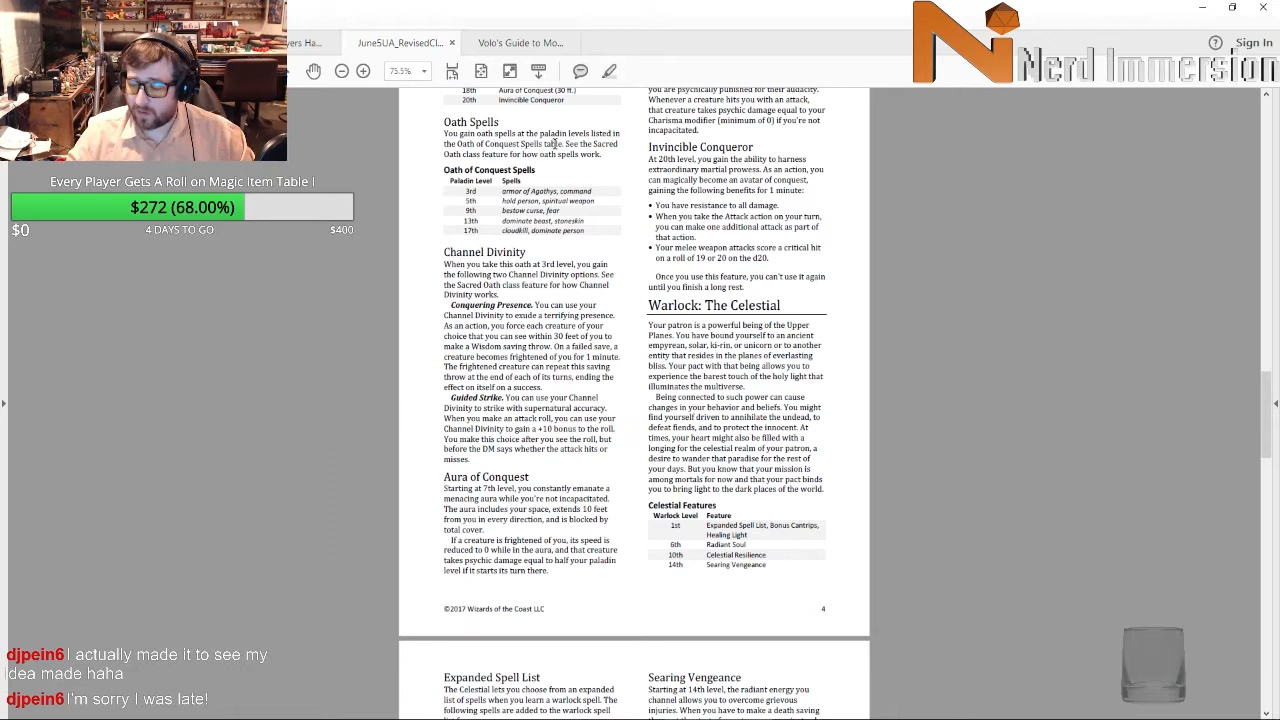 yers Ha...
June5UA_RedisedCl...
Volo's Guide to Mo...
Sign In
75.5%
Nerd Immersion
Every Player Gets A Roll on Magic Item Table I
$272 (68.00%)
$0
4 DAYS TO GO
$400
18th Aura of Conquest (30 ft.)
20th Invincible Conqueror
Oath Spells
You gain oath spells at the paladin levels listed in
the Oath of Conquest Spells table. See the Sacred
Oath class feature for how oath spells work.
Oath of Conquest Spells
Paladin Level Spells
3rd armor of Agathys, command
5th hold person, spiritual weapon
9th bestow curse, fear
13th dominate beast, stoneskin
17th cloudkill, dominate person
Channel Divinity
When you take this oath at 3rd level, you gain
the following two Channel Divinity options. See
the Sacred Oath class feature for how Channel
Divinity works.
Conquering Presence. You can use your
Channel Divinity to exude a terrifying presence.
As an action, you force each creature of your
choice that you can see within 30 feet of you to
make a Wisdom saving throw. On a failed save, a
creature becomes frightened of you for 1 minute.
The frightened creature can repeat this saving
throw at the end of each of its turns, ending the
effect on itself on a success.
Guided Strike. You can use your Channel
Divinity to strike with supernatural accuracy.
When you make an attack roll, you can use your
Channel Divinity to gain a +10 bonus to the roll.
You make this choice after you see the roll, but
before the DM says whether the attack hits or
misses.
Aura of Conquest
Starting at 7th level, you constantly emanate a
menacing aura while you're not incapacitated.
The aura includes your space, extends 10 feet
from you in every direction, and is blocked by
total cover.
If a creature is frightened of you, its speed is
reduced to 0 while in the aura, and that creature
takes psychic damage equal to half your paladin
level if it starts its turn there.
you are psychically punished for their audacity.
Whenever a creature hits you with an attack,
that creature takes psychic damage equal to your
Charisma modifier (minimum of 0) if you're not
incapacitated.
Invincible Conqueror
At 20th level, you gain the ability to harness
extraordinary martial prowess. As an action, you
can magically become an avatar of conquest,
gaining the following benefits for 1 minute:
• You have resistance to all damage.
• When you take the Attack action on your turn,
you can make one additional attack as part of
that action.
• Your melee weapon attacks score a critical hit
on a roll of 19 or 20 on the d20.
Once you use this feature, you can't use it again
until you finish a long rest.
Warlock: The Celestial
Your patron is a powerful being of the Upper
Planes. You have bound yourself to an ancient
empyrean, solar, ki-rin, or unicorn or to another
entity that resides in the planes of everlasting
bliss. Your pact with that being allows you to
experience the barest touch of the holy light that
illuminates the multiverse.
Being connected to such power can cause
changes in your behavior and beliefs. You might
find yourself driven to annihilate the undead, to
defeat fiends, and to protect the innocent. At
times, your heart might also be filled with a
longing for the celestial realm of your patron, a
desire to wander that paradise for the rest of
your days. But you know that your mission is
among mortals for now and that your pact binds
you to bring light to the dark places of the world.
Celestial Features
Warlock Level Feature
1st Expanded Spell List, Bonus Cantrips,
Healing Light
6th Radiant Soul
10th Celestial Resilience
14th Searing Vengeance
©2017 Wizards of the Coast LLC
4
Expanded Spell List
The Celestial lets you choose from an expanded
list of spells when you learn a warlock spell. The
following spells are added to the warlock spell
Searing Vengeance
Starting at 14th level, the radiant energy you
channel allows you to overcome grievous
injuries. When you have to make a death saving
djpein6 I actually made it to see my
idea made haha
djpein6 I'm sorry I was late!